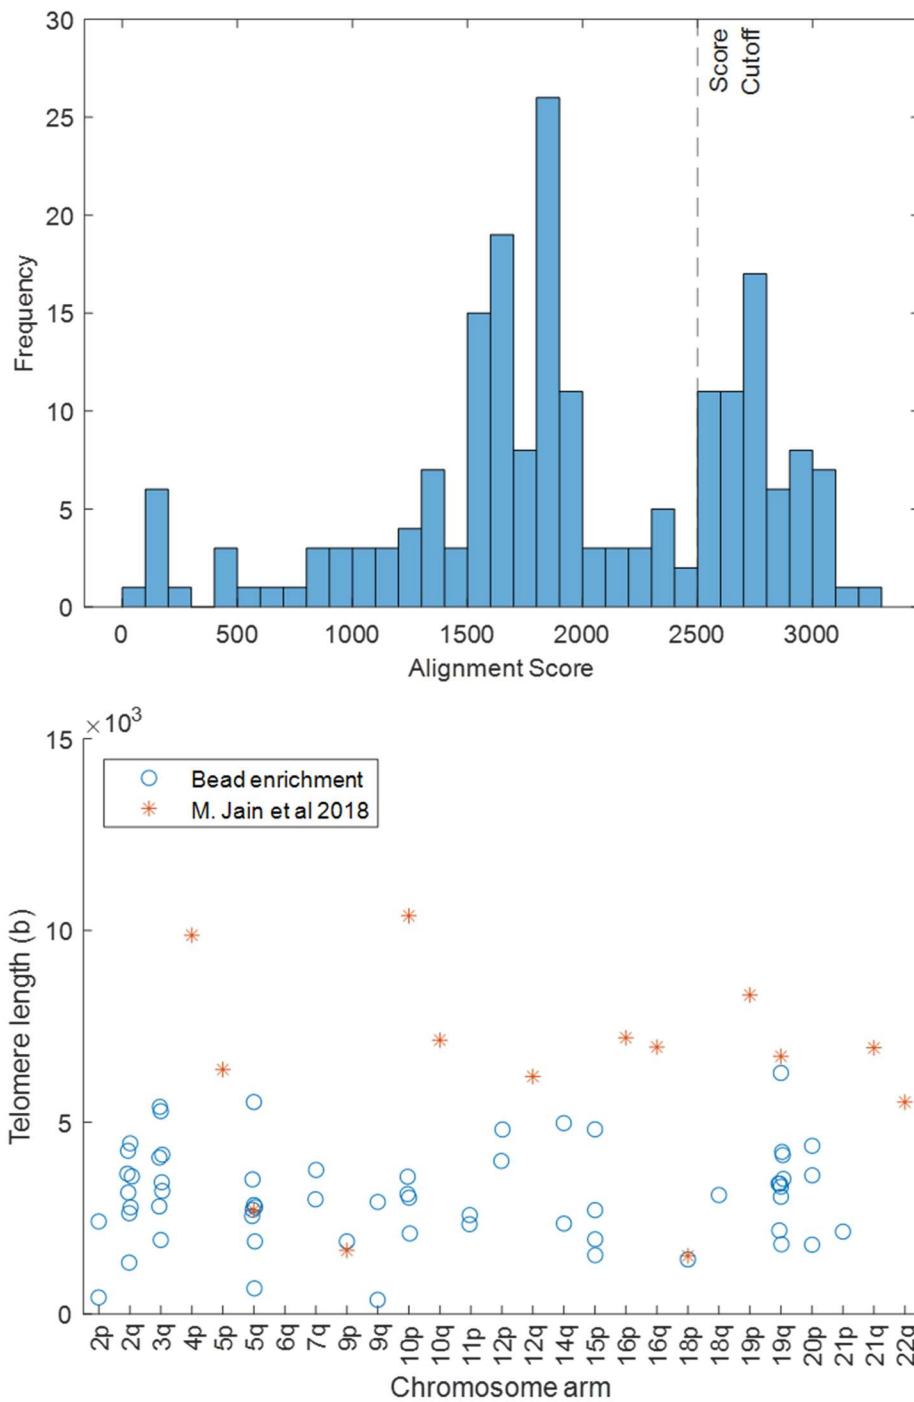 30
25
20
15
10
5
0
Frequency
Score
Cutoff
0 500 1000 1500 2000 2500 3000
Alignment Score
×10³
15
10
5
0
Telomere length (b)
Bead enrichment
M. Jain et al 2018
2p 2q 3q 4p 5p 5q 6q 7q 9p 9q 10p 10q 11p 12p 12q 14q 15p 16p 16q 18p 18q 19p 19q 20p 21p 21q 22q
Chromosome arm